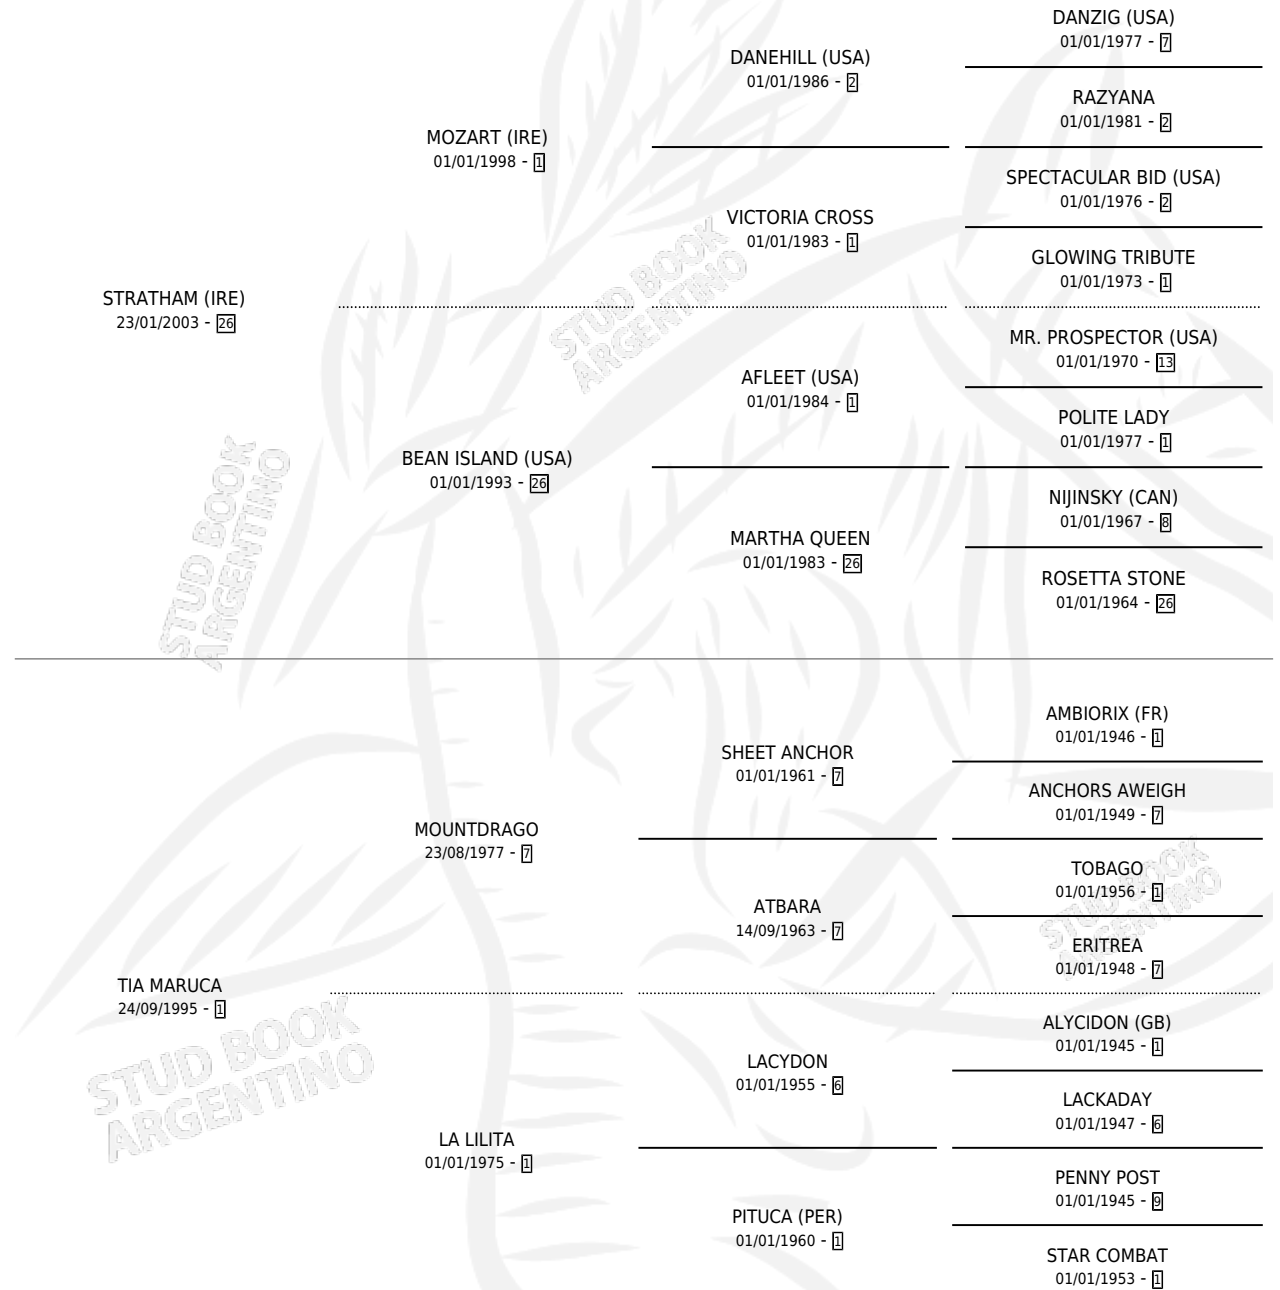 DANZIG (USA)
01/01/1977 - 7
DANEHILL (USA)
01/01/1986 - 2
RAZYANA
01/01/1981 - 2
MOZART (IRE)
01/01/1998 - 1
SPECTACULAR BID (USA)
01/01/1976 - 2
VICTORIA CROSS
01/01/1983 - 1
GLOWING TRIBUTE
01/01/1973 - 1
STRATHAM (IRE)
23/01/2003 - 26
MR. PROSPECTOR (USA)
01/01/1970 - 13
AFLEET (USA)
01/01/1984 - 1
POLITE LADY
01/01/1977 - 1
BEAN ISLAND (USA)
01/01/1993 - 26
NIJINSKY (CAN)
01/01/1967 - 8
MARTHA QUEEN
01/01/1983 - 26
ROSETTA STONE
01/01/1964 - 26
AMBIORIX (FR)
01/01/1946 - 1
SHEET ANCHOR
01/01/1961 - 7
ANCHORS AWEIGH
01/01/1949 - 7
MOUNTDRAGO
23/08/1977 - 7
TOBAGO
01/01/1956 - 1
ATBARA
14/09/1963 - 7
ERITREA
01/01/1948 - 7
TIA MARUCA
24/09/1995 - 1
ALYCIDON (GB)
01/01/1945 - 1
LACYDON
01/01/1955 - 6
LACKADAY
01/01/1947 - 6
LA LILITA
01/01/1975 - 1
PENNY POST
01/01/1945 - 9
PITUCA (PER)
01/01/1960 - 1
STAR COMBAT
01/01/1953 - 1
STUD BOOK
ARGENTINO
STUD BOOK
ARGENTINO
STUD BOOK
ARGENTINO
STUD BOOK
ARGENTINO